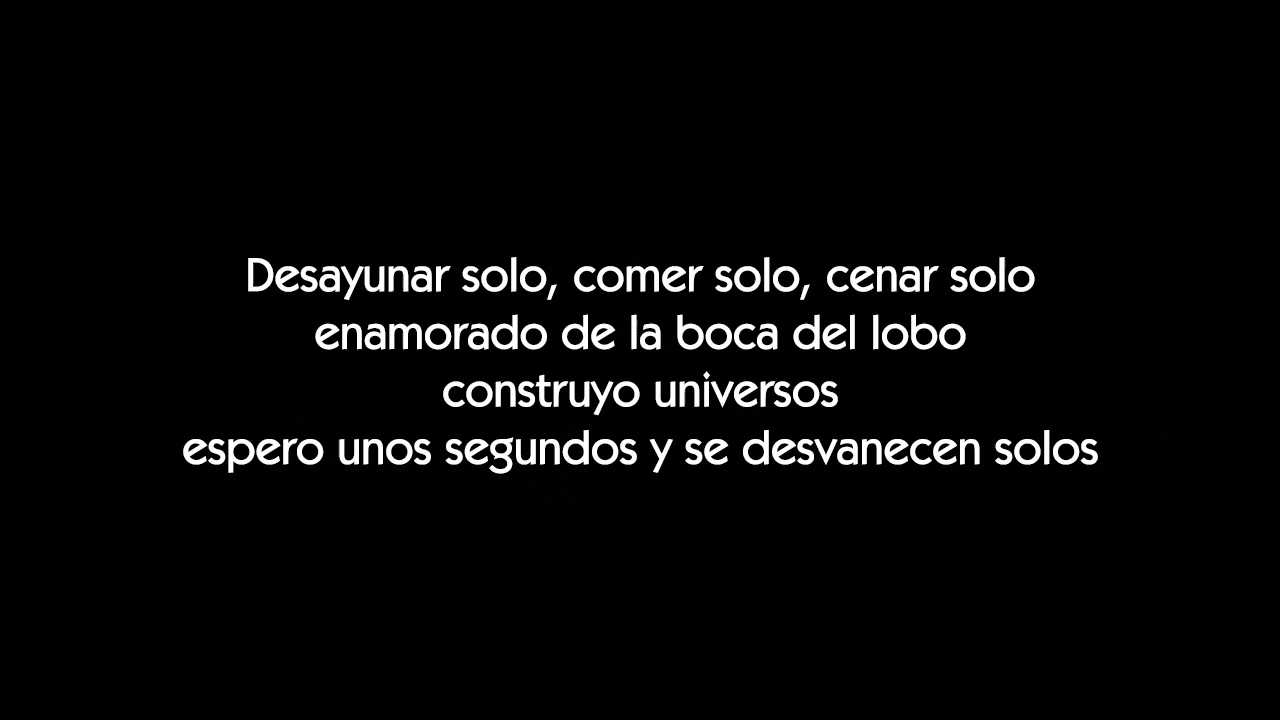 Desayunar solo, comer solo, cenar solo
enamorado de la boca del lobo
construyo universos
espero unos segundos y se desvanecen solos